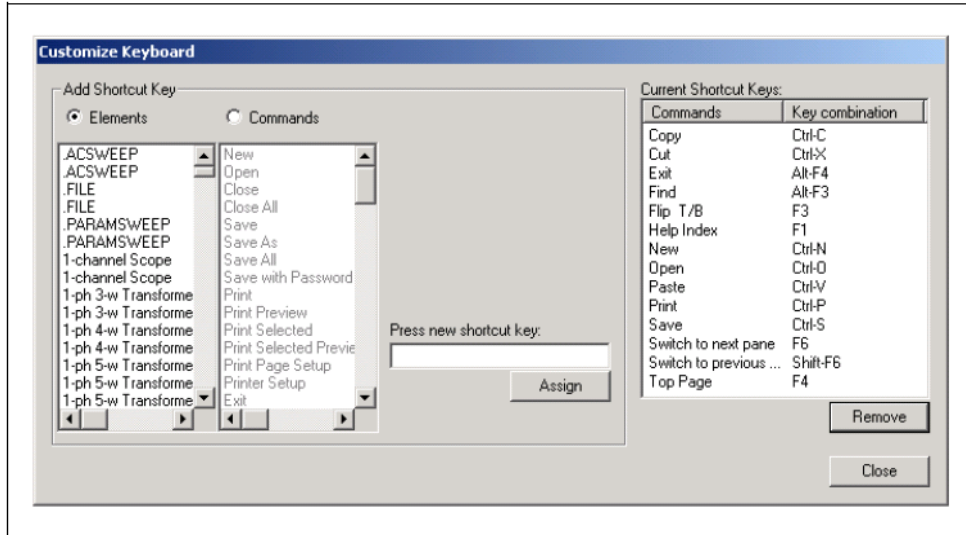 Customize Keyboard
Add Shortcut Key
Elements
Commands
.ACSWEEP
.ACSWEEP
.FILE
.FILE
.PARAMSWEEP
.PARAMSWEEP
1-channel Scope
1-channel Scope
1-ph 3-w Transforme
1-ph 3-w Transforme
1-ph 4-w Transforme
1-ph 4-w Transforme
1-ph 5-w Transforme
1-ph 5-w Transforme
1-ph 5-w Transforme
New
Open
Close
Close All
Save
Save As
Save All
Save with Password
Print
Print Preview
Print Selected
Print Selected Previe
Print Page Setup
Printer Setup
Exit
Press new shortcut key:
Assign
Current Shortcut Keys:
Commands Key combination
Copy Ctrl-C
Cut Ctrl-X
Exit Alt-F4
Find Alt-F3
Flip T/B F3
Help Index F1
New Ctrl-N
Open Ctrl-O
Paste Ctrl-V
Print Ctrl-P
Save Ctrl-S
Switch to next pane F6
Switch to previous ... Shift-F6
Top Page F4
Remove
Close